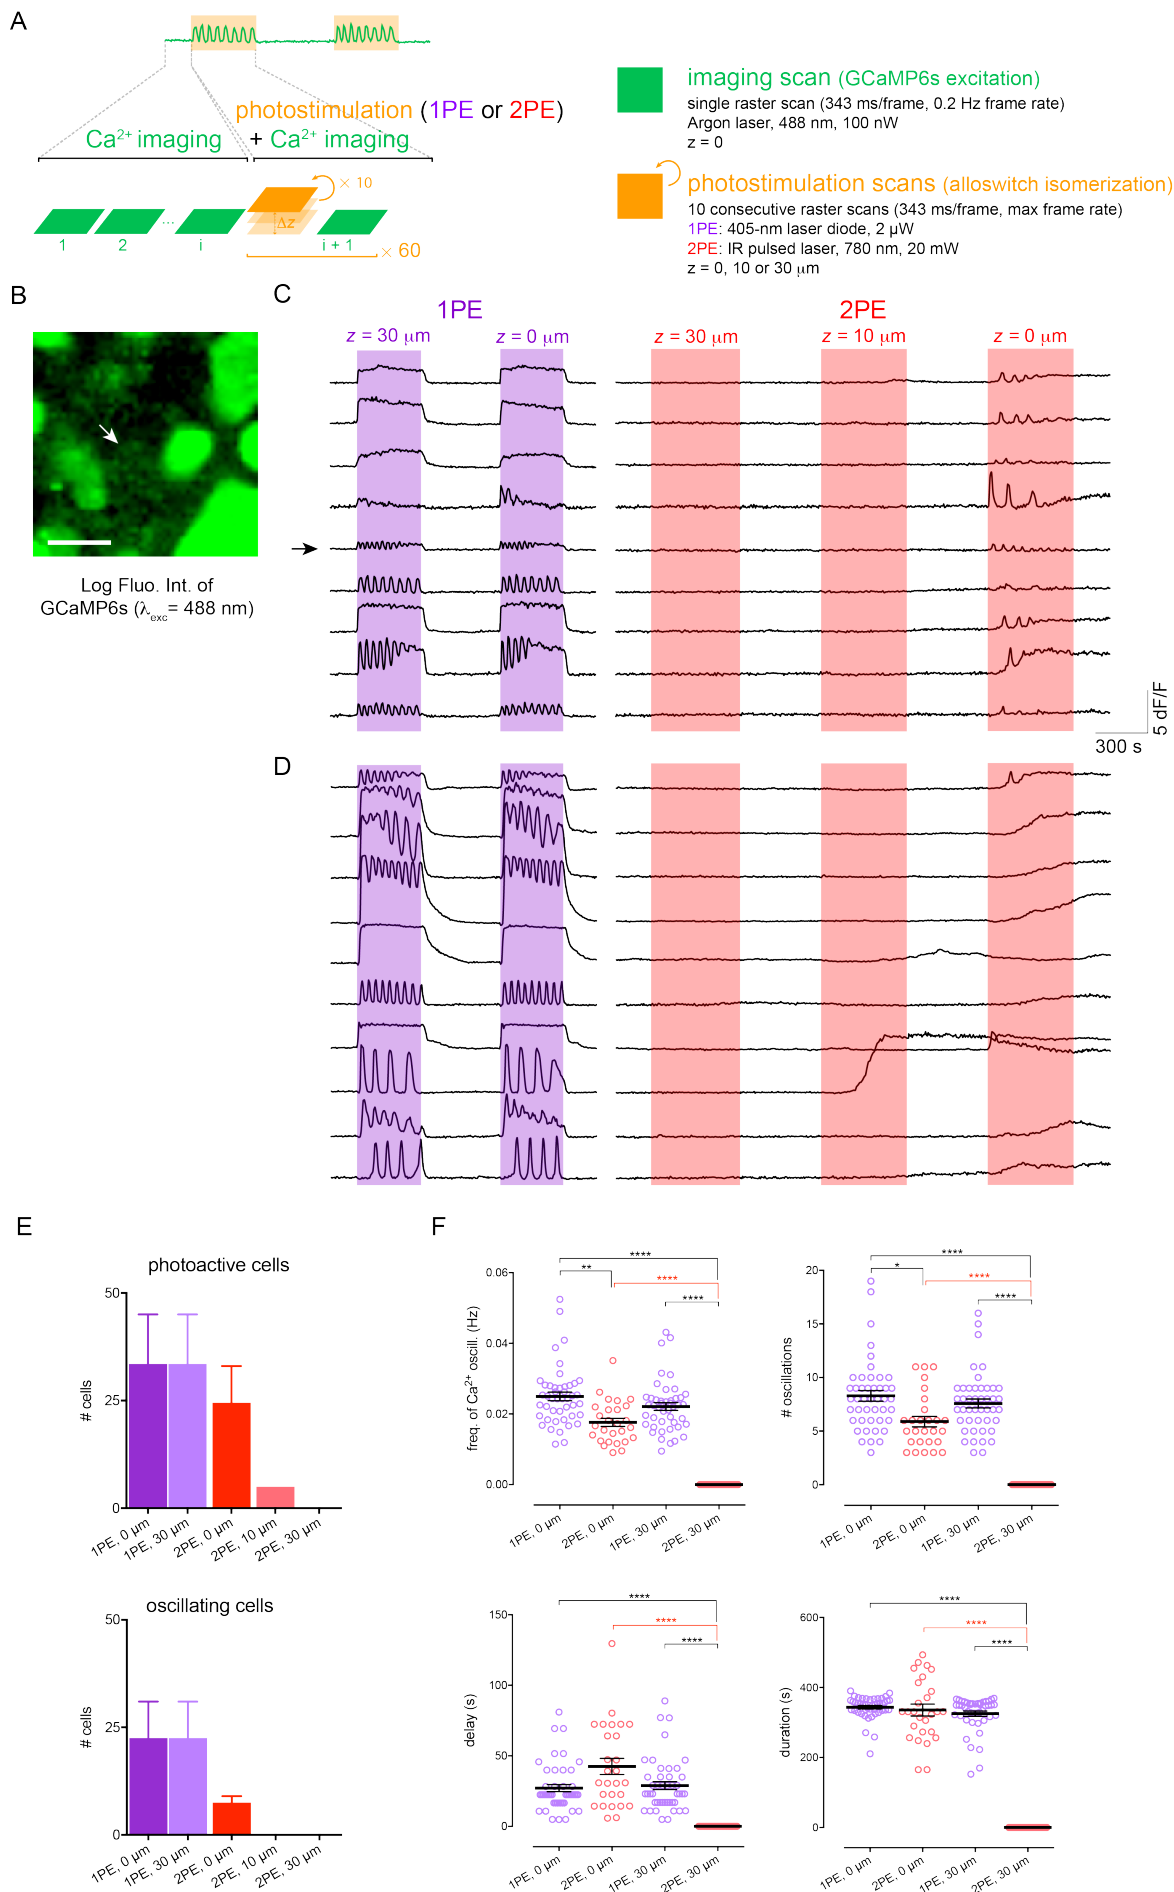 A
photostimulation (1PE or 2PE)
Ca2+ imaging + Ca2+ imaging
× 10
Δz
...
1 2 i i + 1
× 60
imaging scan (GCaMP6s excitation)
single raster scan (343 ms/frame, 0.2 Hz frame rate)
Argon laser, 488 nm, 100 nW
z = 0
photostimulation scans (alloswitch isomerization)
10 consecutive raster scans (343 ms/frame, max frame rate)
1PE: 405-nm laser diode, 2 µW
2PE: IR pulsed laser, 780 nm, 20 mW
z = 0, 10 or 30 µm
B
Log Fluo. Int. of
GCaMP6s (λexc= 488 nm)
C
1PE 2PE
z = 30 µm z = 0 µm z = 30 µm z = 10 µm z = 0 µm
5 dF/F
300 s
D
E
photoactive cells
# cells
50
25
0
1PE, 0 µm
1PE, 30 µm
2PE, 0 µm
2PE, 10 µm
2PE, 30 µm
oscillating cells
# cells
50
25
0
1PE, 0 µm
1PE, 30 µm
2PE, 0 µm
2PE, 10 µm
2PE, 30 µm
F
freq. of Ca2+ oscill. (Hz)
0.06
0.04
0.02
0.00
****
** ****
****
1PE, 0 µm
2PE, 0 µm
1PE, 30 µm
2PE, 30 µm
# oscillations
20
15
10
5
0
****
* ****
****
1PE, 0 µm
2PE, 0 µm
1PE, 30 µm
2PE, 30 µm
delay (s)
150
100
50
0
****
****
****
1PE, 0 µm
2PE, 0 µm
1PE, 30 µm
2PE, 30 µm
duration (s)
600
400
200
0
****
****
****
1PE, 0 µm
2PE, 0 µm
1PE, 30 µm
2PE, 30 µm